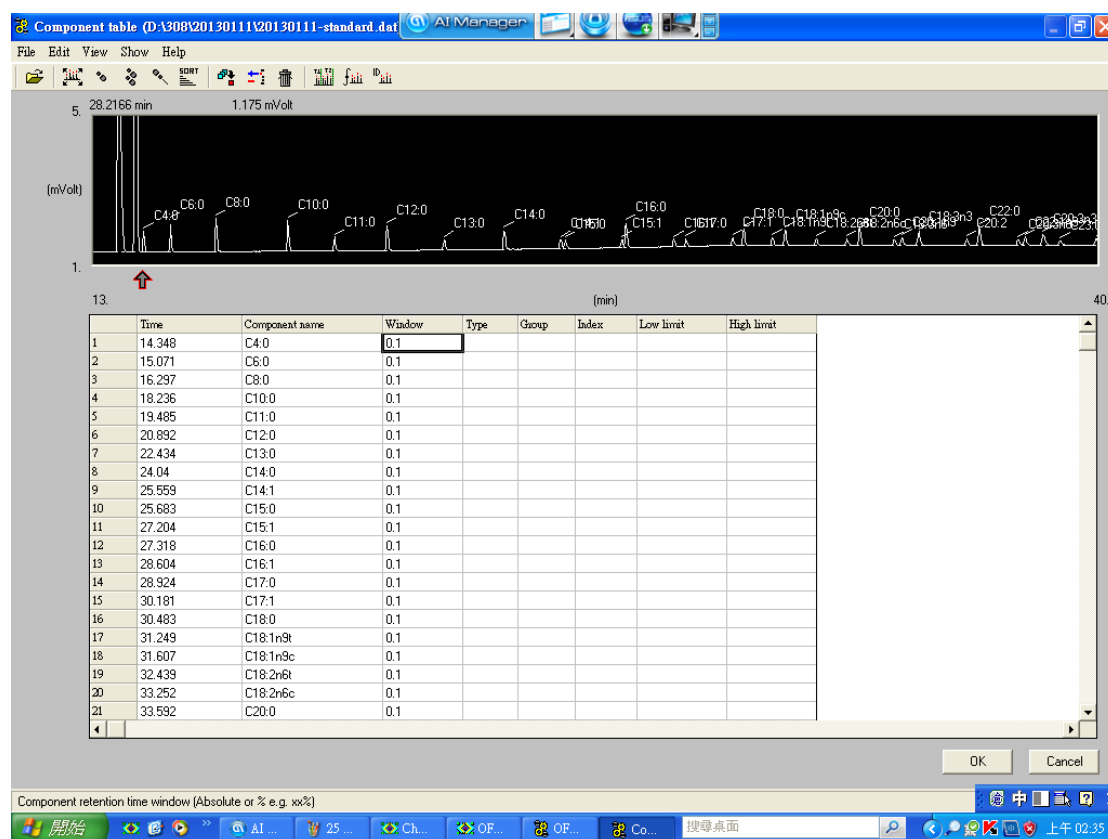 Component table (D:\308\20130111\20130111-standard.dat
AI Manager
File Edit View Show Help
SORT
28.2166 min 1.175 mVolt
5.
(mVolt)
1.
C4:0 C6:0 C8:0 C10:0 C11:0 C12:0 C13:0 C14:0 C16:0 C15:1 C17:1 C18:0 C18:1n9c C20:0 C20:2 C22:0
13. (min) 40.
Time Component name Window Type Group Index Low limit High limit
1 14.348 C4:0 0.1
2 15.071 C6:0 0.1
3 16.297 C8:0 0.1
4 18.236 C10:0 0.1
5 19.485 C11:0 0.1
6 20.892 C12:0 0.1
7 22.434 C13:0 0.1
8 24.04 C14:0 0.1
9 25.559 C14:1 0.1
10 25.683 C15:0 0.1
11 27.204 C15:1 0.1
12 27.318 C16:0 0.1
13 28.604 C16:1 0.1
14 28.924 C17:0 0.1
15 30.181 C17:1 0.1
16 30.483 C18:0 0.1
17 31.249 C18:1n9t 0.1
18 31.607 C18:1n9c 0.1
19 32.439 C18:2n6t 0.1
20 33.252 C18:2n6c 0.1
21 33.592 C20:0 0.1
OK Cancel
Component retention time window (Absolute or % e.g. xx%)
中
開始 AI ... 25 ... Ch... OF... OF... Co... 搜尋桌面 上午 02:35